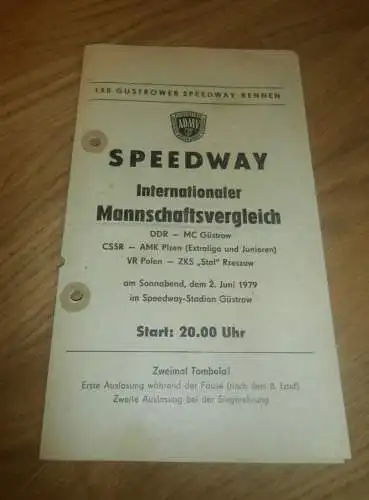 158. GÜSTROWER SPEEDWAY-RENNEN
ADMV
SPEEDWAY
Internationaler
Mannschaftsvergleich
DDR — MC Güstrow
CSSR — AMK Plzen (Extraliga und Junioren)
VR Polen — ZKS „Stal" Rzeszow
am Sonnabend, dem 2. Juni 1979
im Speedway-Stadion Güstrow
Start: 20.00 Uhr
Zweimal Tombola!
Erste Auslosung während der Pause (nach dem 8. Lauf)
Zweite Auslosung bei der Siegerehrung